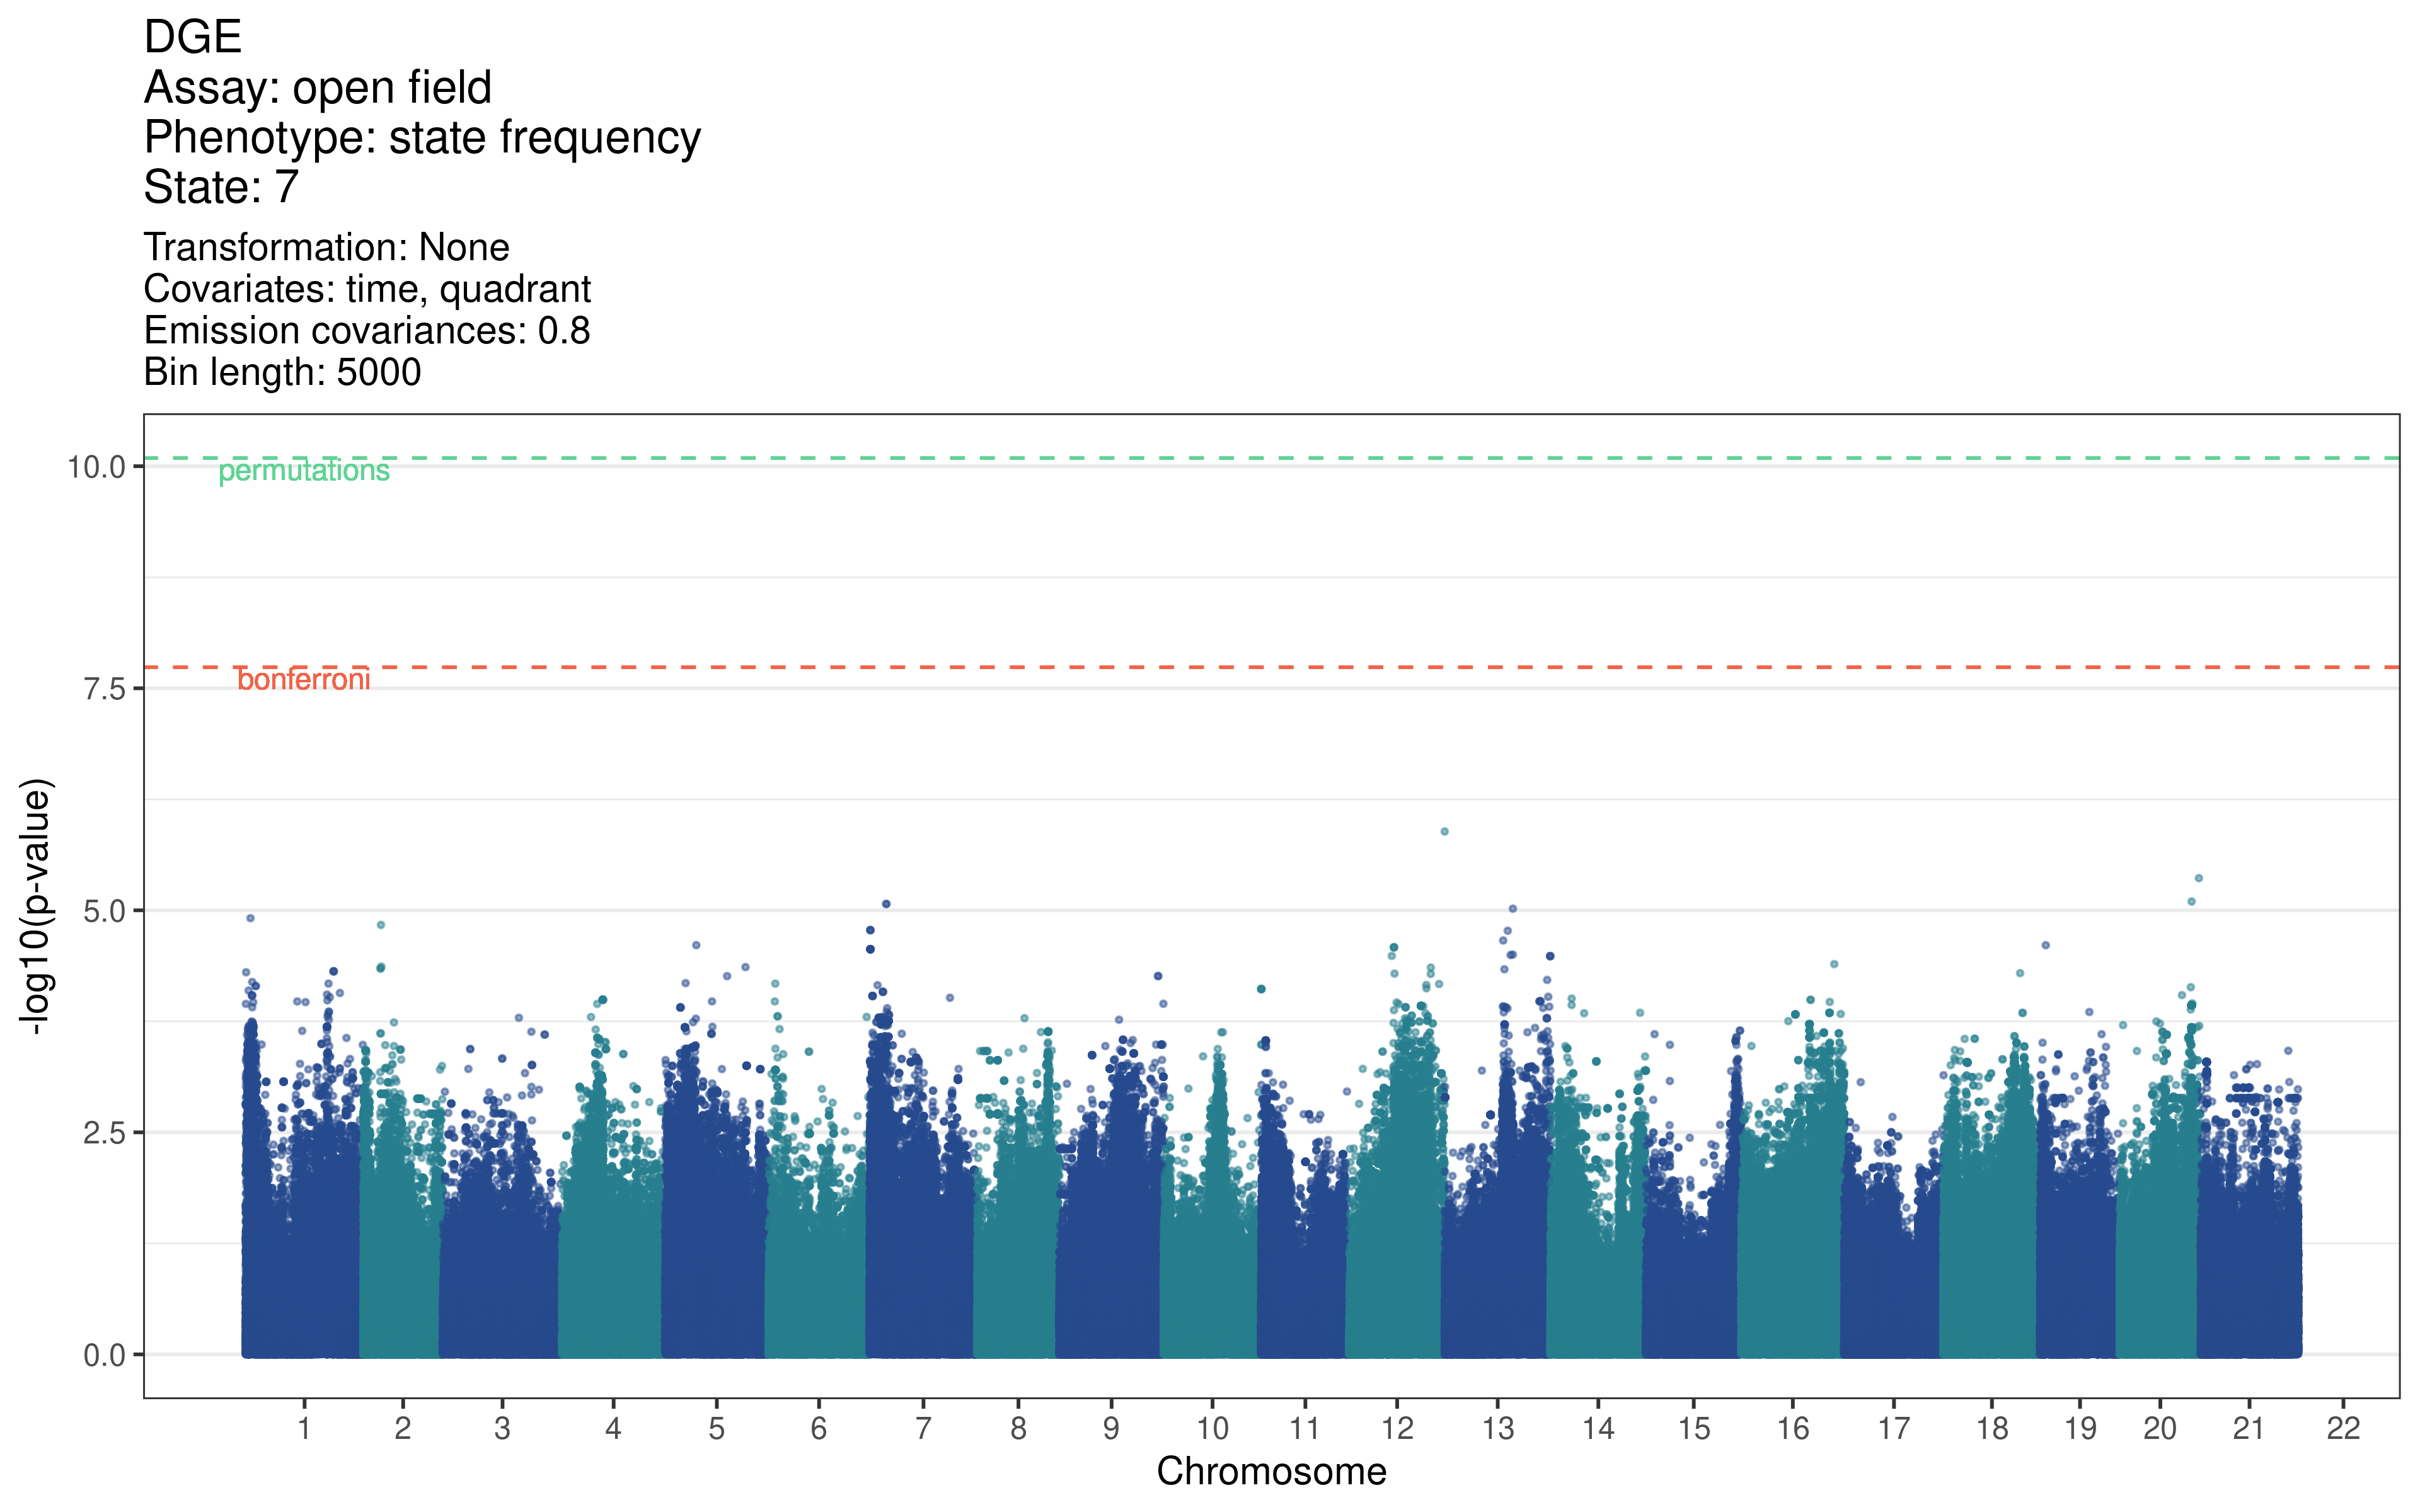 DGE
Assay: open field
Phenotype: state frequency
State: 7
Transformation: None
Covariates: time, quadrant
Emission covariances: 0.8
Bin length: 5000
10.0
permutations
bonferroni
7.5
5.0
2.5
0.0
-log10(p-value)
1 2 3 4 5 6 7 8 9 10 11 12 13 14 15 16 17 18 19 20 21 22
Chromosome